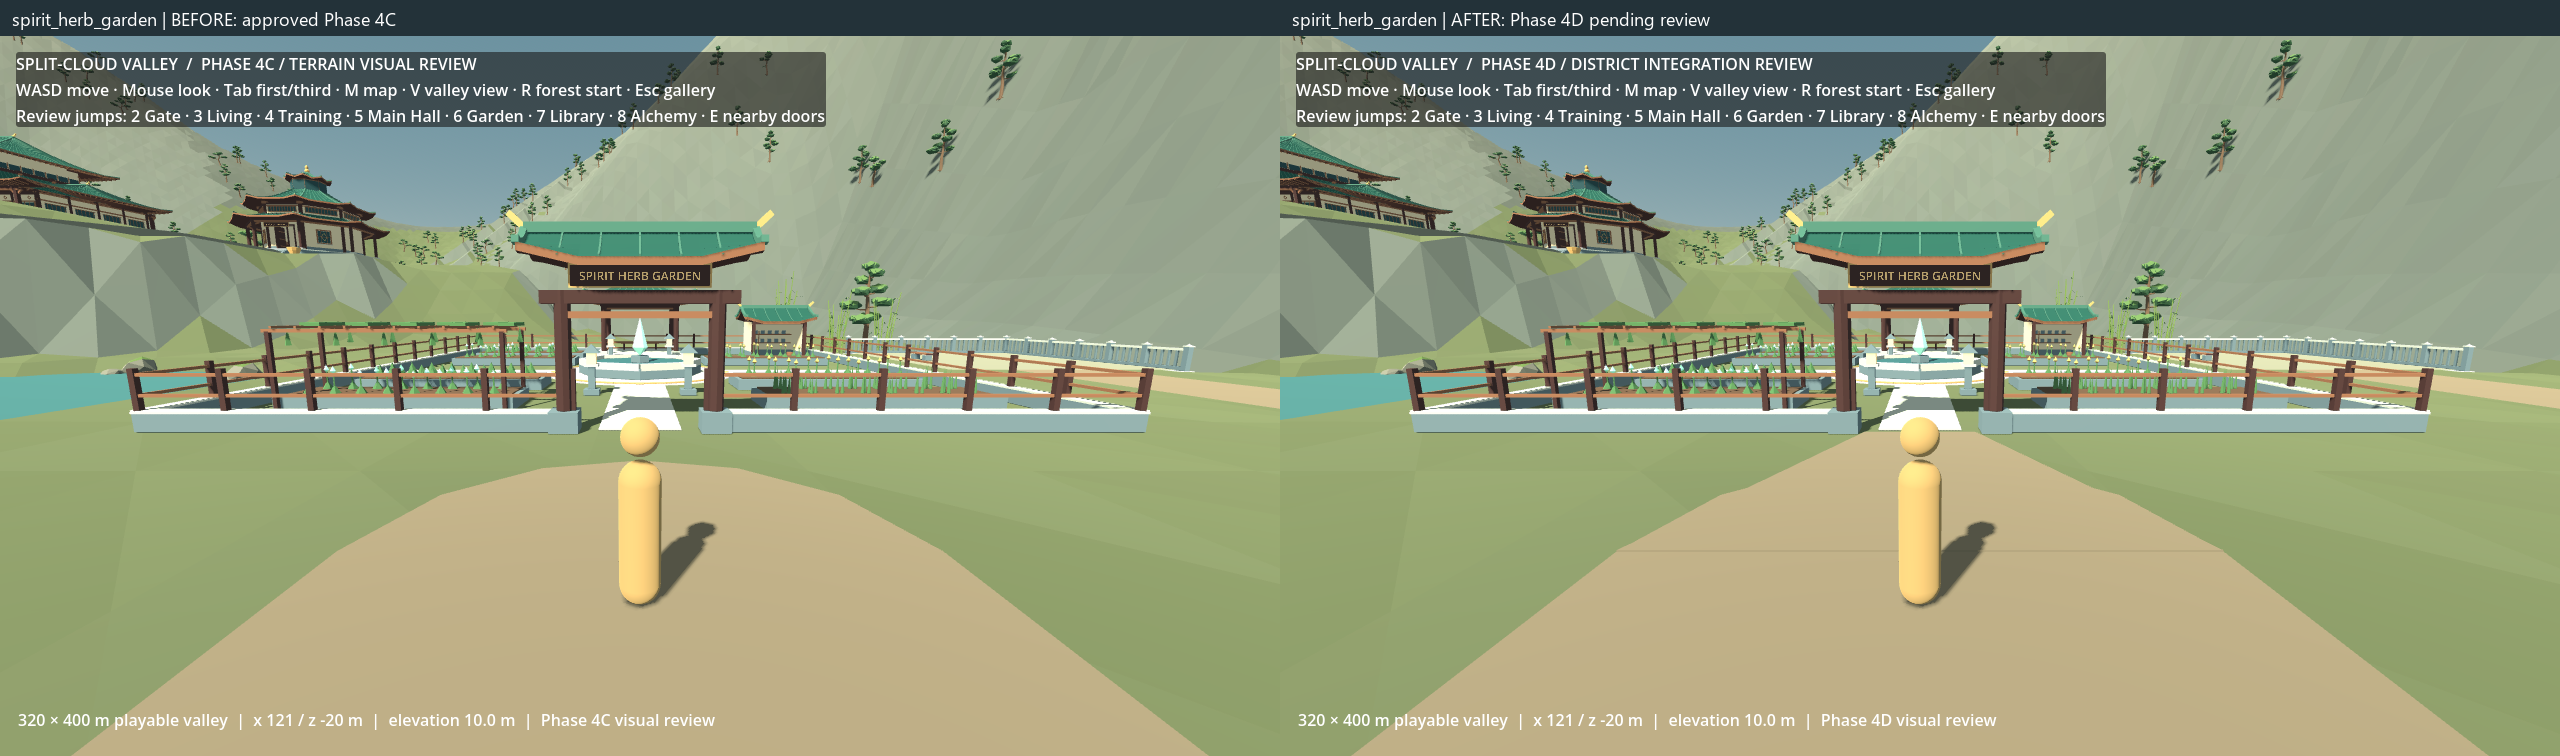 spirit_herb_garden | BEFORE: approved Phase 4C
SPLIT-CLOUD VALLEY / PHASE 4C / TERRAIN VISUAL REVIEW
WASD move · Mouse look · Tab first/third · M map · V valley view · R forest start · Esc gallery
Review jumps: 2 Gate · 3 Living · 4 Training · 5 Main Hall · 6 Garden · 7 Library · 8 Alchemy · E nearby doors
SPIRIT HERB GARDEN
320 × 400 m playable valley | x 121 / z -20 m | elevation 10.0 m | Phase 4C visual review
spirit_herb_garden | AFTER: Phase 4D pending review
SPLIT-CLOUD VALLEY / PHASE 4D / DISTRICT INTEGRATION REVIEW
WASD move · Mouse look · Tab first/third · M map · V valley view · R forest start · Esc gallery
Review jumps: 2 Gate · 3 Living · 4 Training · 5 Main Hall · 6 Garden · 7 Library · 8 Alchemy · E nearby doors
SPIRIT HERB GARDEN
320 × 400 m playable valley | x 121 / z -20 m | elevation 10.0 m | Phase 4D visual review